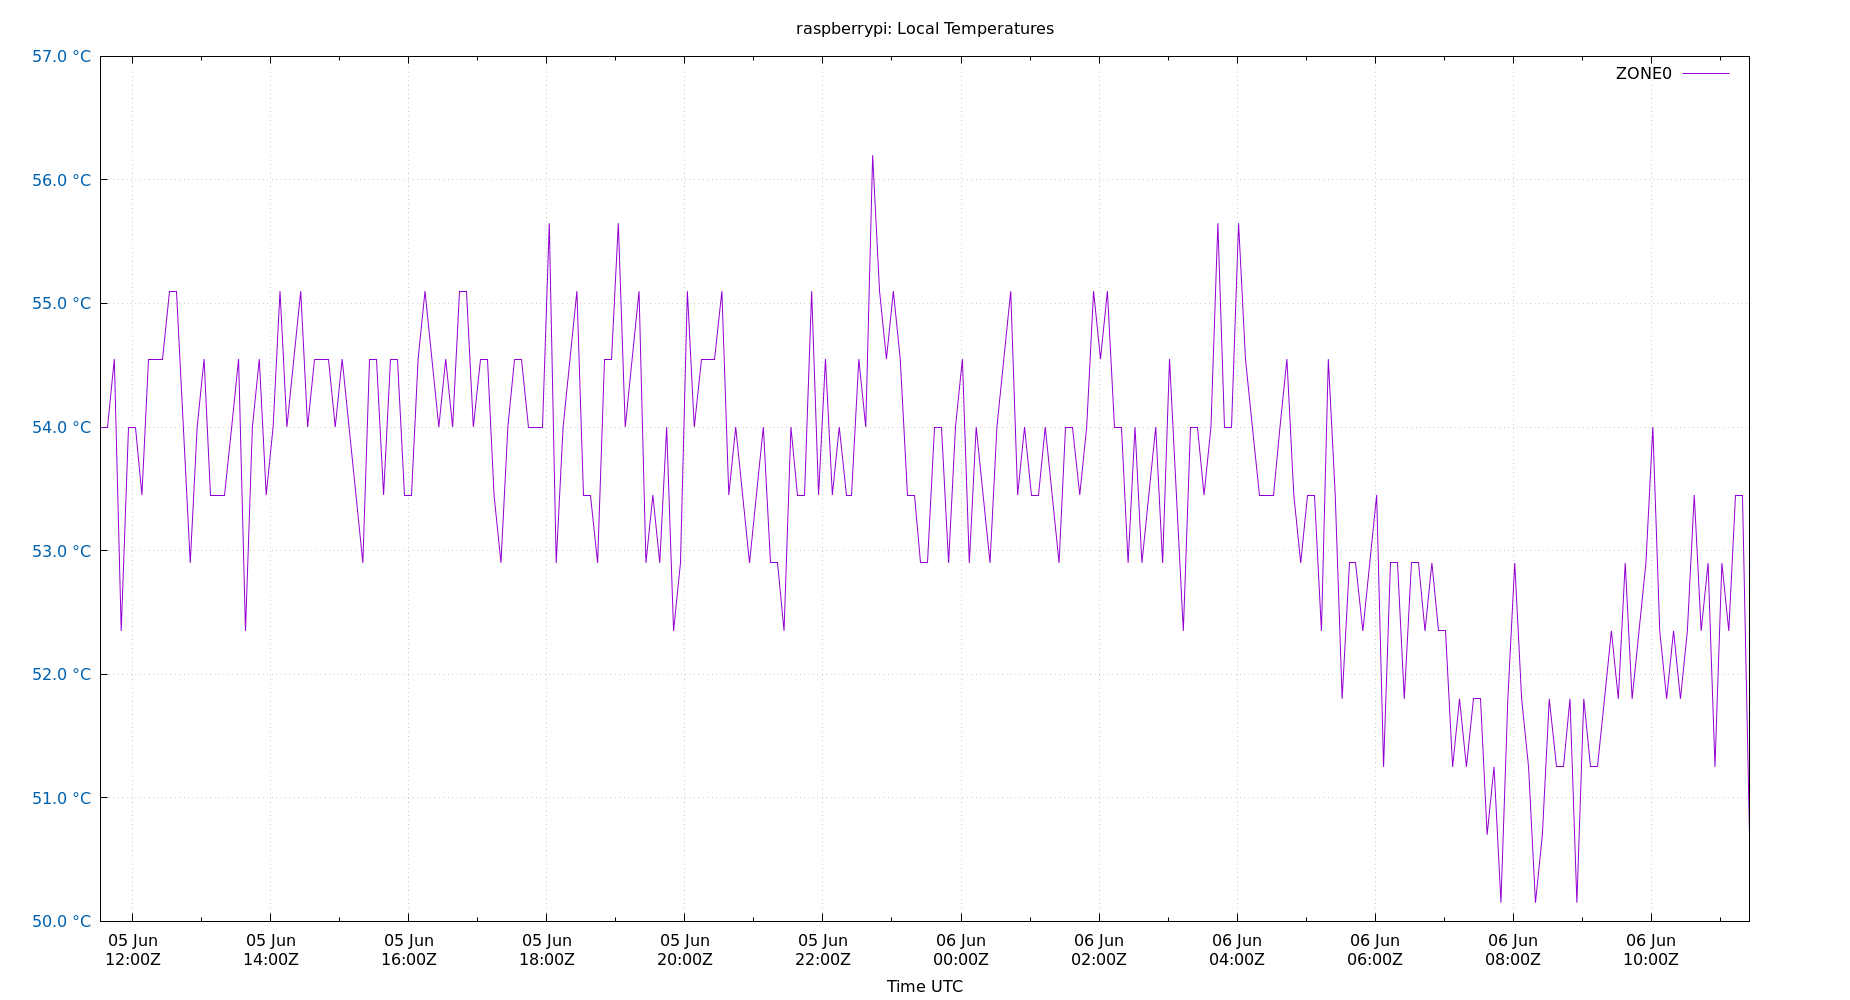 raspberrypi: Local Temperatures
57.0 °C
ZONE0
56.0 °C
55.0 °C
54.0 °C
53.0 °C
52.0 °C
51.0 °C
50.0 °C
05 Jun 05 Jun 05 Jun 05 Jun 05 Jun 05 Jun 06 Jun 06 Jun 06 Jun 06 Jun 06 Jun 06 Jun
12:00Z 14:00Z 16:00Z 18:00Z 20:00Z 22:00Z 00:00Z 02:00Z 04:00Z 06:00Z 08:00Z 10:00Z
Time UTC